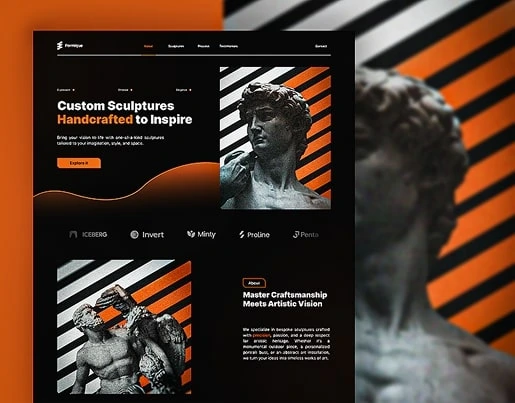 Formique
About Sculptures Process Testimonials Contact
Custom Sculptures
Handcrafted to Inspire
Bring your vision to life with one-of-a-kind sculptures
tailored to your imagination, style, and space.
Explore it
ICEBERG Invert Minty Proline Penta
About
Master Craftsmanship
Meets Artistic Vision
We specialize in bespoke sculptures crafted
with precision, passion, and a deep respect
for artistic heritage. Whether it's a
monumental outdoor piece, a personalized
portrait bust, or an abstract art installation,
we turn your ideas into timeless works of art.